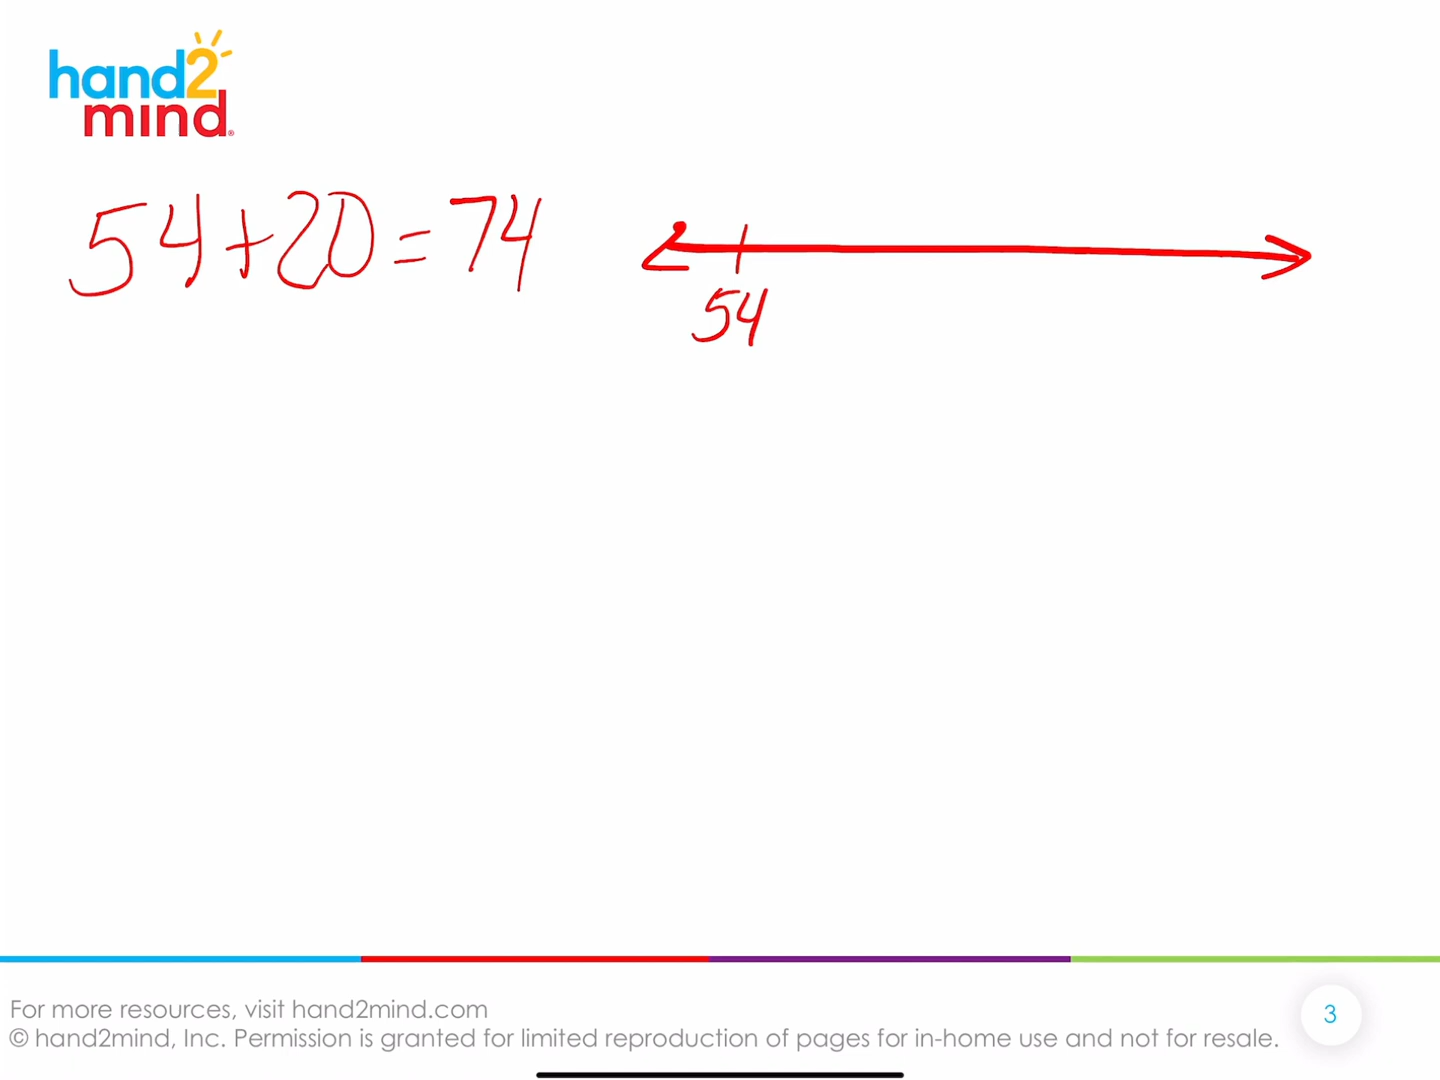 hand2
mind®
54+20=74
54
For more resources, visit hand2mind.com
© hand2mind, Inc. Permission is granted for limited reproduction of pages for in-home use and not for resale.
3